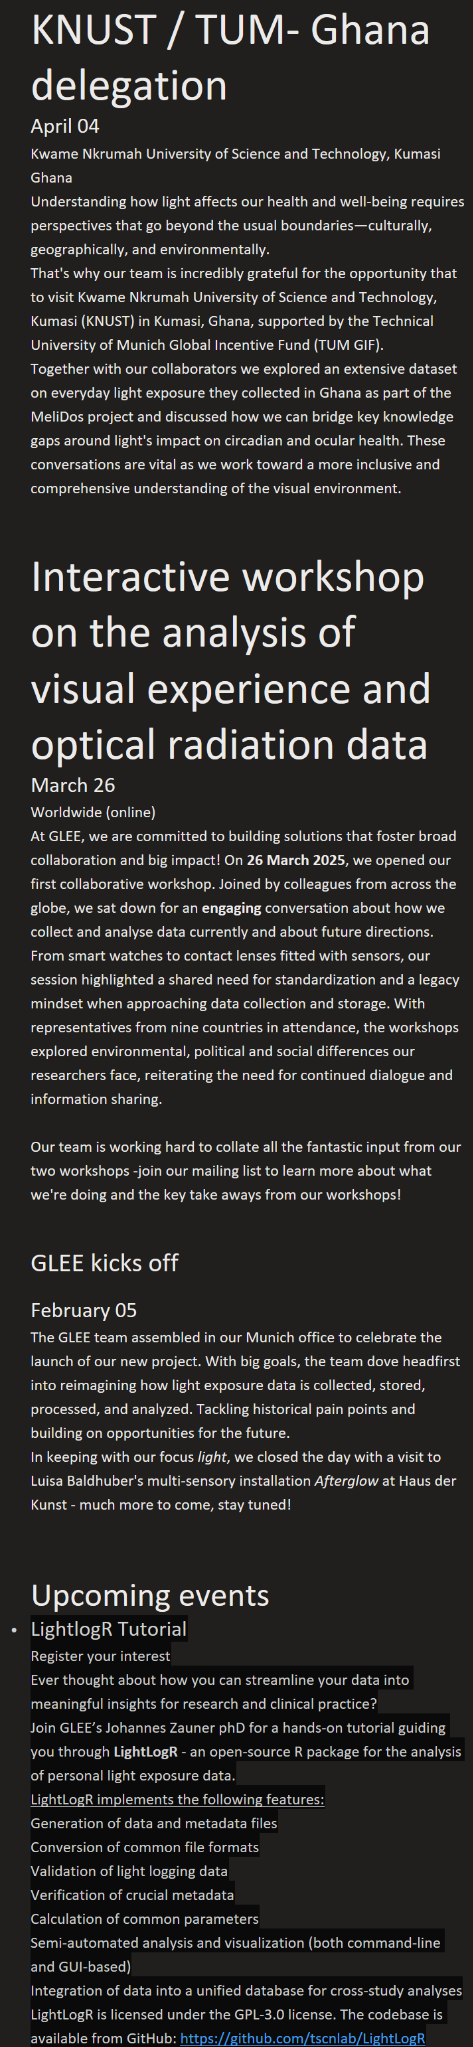 KNUST / TUM- Ghana
delegation
April 04
Kwame Nkrumah University of Science and Technology, Kumasi
Ghana
Understanding how light affects our health and well-being requires
perspectives that go beyond the usual boundaries—culturally,
geographically, and environmentally.
That's why our team is incredibly grateful for the opportunity that
to visit Kwame Nkrumah University of Science and Technology,
Kumasi (KNUST) in Kumasi, Ghana, supported by the Technical
University of Munich Global Incentive Fund (TUM GIF).
Together with our collaborators we explored an extensive dataset
on everyday light exposure they collected in Ghana as part of the
MeliDos project and discussed how we can bridge key knowledge
gaps around light's impact on circadian and ocular health. These
conversations are vital as we work toward a more inclusive and
comprehensive understanding of the visual environment.
Interactive workshop
on the analysis of
visual experience and
optical radiation data
March 26
Worldwide (online)
At GLEE, we are committed to building solutions that foster broad
collaboration and big impact! On 26 March 2025, we opened our
first collaborative workshop. Joined by colleagues from across the
globe, we sat down for an engaging conversation about how we
collect and analyse data currently and about future directions.
From smart watches to contact lenses fitted with sensors, our
session highlighted a shared need for standardization and a legacy
mindset when approaching data collection and storage. With
representatives from nine countries in attendance, the workshops
explored environmental, political and social differences our
researchers face, reiterating the need for continued dialogue and
information sharing.
Our team is working hard to collate all the fantastic input from our
two workshops -join our mailing list to learn more about what
we're doing and the key take aways from our workshops!
GLEE kicks off
February 05
The GLEE team assembled in our Munich office to celebrate the
launch of our new project. With big goals, the team dove headfirst
into reimagining how light exposure data is collected, stored,
processed, and analyzed. Tackling historical pain points and
building on opportunities for the future.
In keeping with our focus light, we closed the day with a visit to
Luisa Baldhuber's multi-sensory installation Afterglow at Haus der
Kunst - much more to come, stay tuned!
Upcoming events
• LightlogR Tutorial
Register your interest
Ever thought about how you can streamline your data into
meaningful insights for research and clinical practice?
Join GLEE’s Johannes Zauner phD for a hands-on tutorial guiding
you through LightLogR - an open-source R package for the analysis
of personal light exposure data.
LightLogR implements the following features:
Generation of data and metadata files
Conversion of common file formats
Validation of light logging data
Verification of crucial metadata
Calculation of common parameters
Semi-automated analysis and visualization (both command-line
and GUI-based)
Integration of data into a unified database for cross-study analyses
LightLogR is licensed under the GPL-3.0 license. The codebase is
available from GitHub: https://github.com/tscnlab/LightLogR